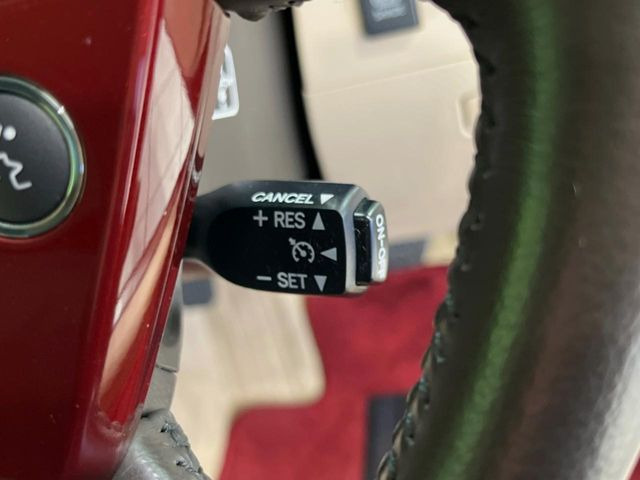 CANCEL ▼
+ RES ▲
◀
− SET ▼
ON-OFF